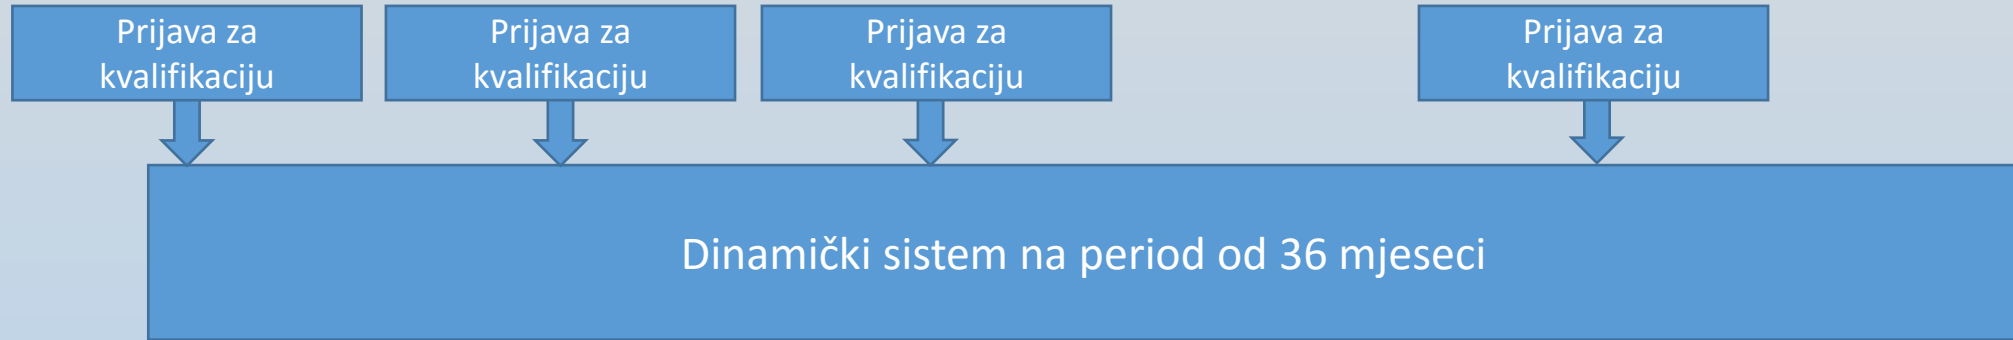 Prijava za
kvalifikaciju
Prijava za
kvalifikaciju
Prijava za
kvalifikaciju
Prijava za
kvalifikaciju
Dinamički sistem na period od 36 mjeseci